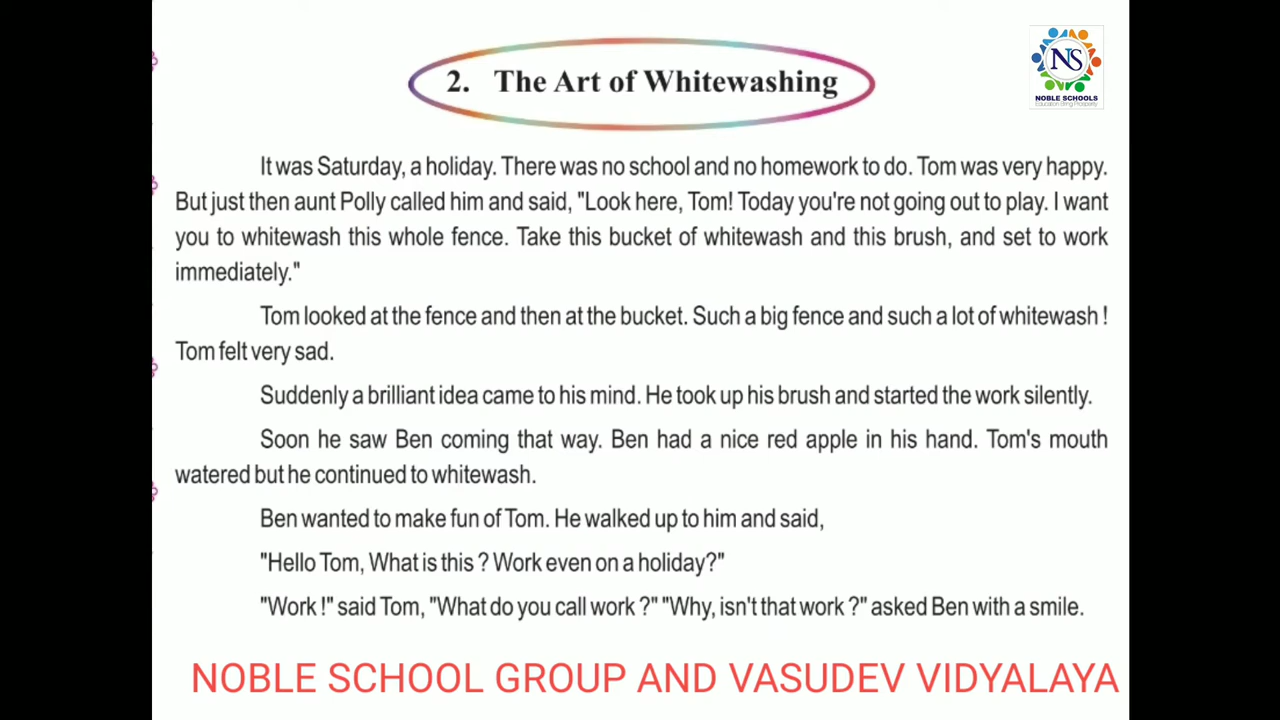 2. The Art of Whitewashing
NS
NOBLE SCHOOLS
Education Bring Prosperity
It was Saturday, a holiday. There was no school and no homework to do. Tom was very happy.
But just then aunt Polly called him and said, "Look here, Tom! Today you're not going out to play. I want
you to whitewash this whole fence. Take this bucket of whitewash and this brush, and set to work
immediately."
Tom looked at the fence and then at the bucket. Such a big fence and such a lot of whitewash !
Tom felt very sad.
Suddenly a brilliant idea came to his mind. He took up his brush and started the work silently.
Soon he saw Ben coming that way. Ben had a nice red apple in his hand. Tom's mouth
watered but he continued to whitewash.
Ben wanted to make fun of Tom. He walked up to him and said,
"Hello Tom, What is this ? Work even on a holiday?"
"Work !" said Tom, "What do you call work ?" "Why, isn't that work ?" asked Ben with a smile.
NOBLE SCHOOL GROUP AND VASUDEV VIDYALAYA